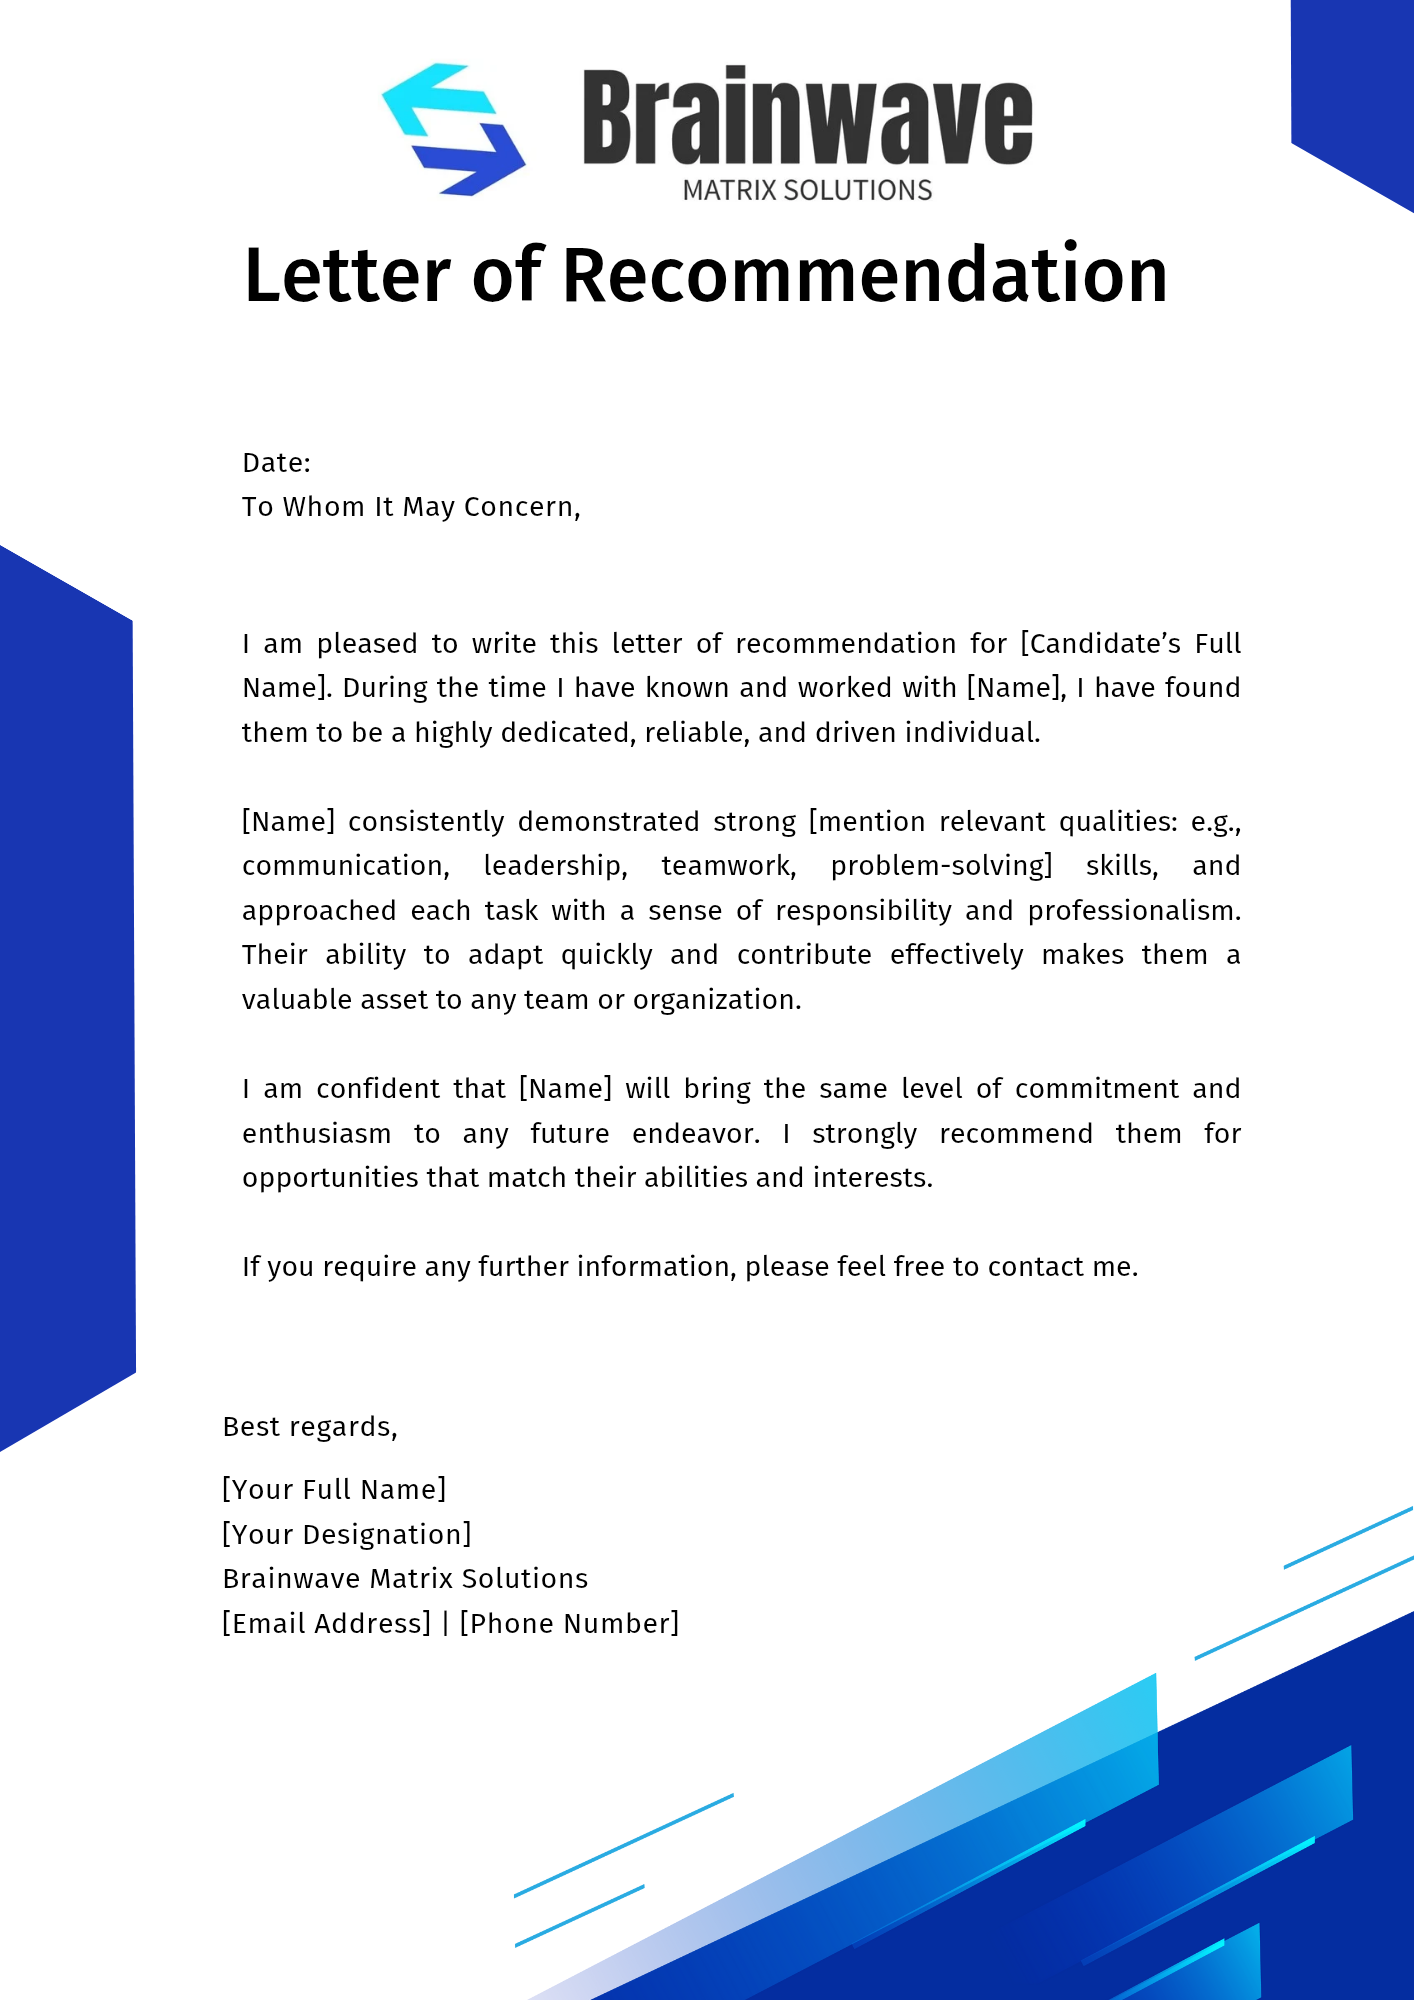 Brainwave
MATRIX SOLUTIONS
Letter of Recommendation
Date:
To Whom It May Concern,
I am pleased to write this letter of recommendation for [Candidate’s Full
Name]. During the time I have known and worked with [Name], I have found
them to be a highly dedicated, reliable, and driven individual.
[Name] consistently demonstrated strong [mention relevant qualities: e.g.,
communication, leadership, teamwork, problem-solving] skills, and
approached each task with a sense of responsibility and professionalism.
Their ability to adapt quickly and contribute effectively makes them a
valuable asset to any team or organization.
I am confident that [Name] will bring the same level of commitment and
enthusiasm to any future endeavor. I strongly recommend them for
opportunities that match their abilities and interests.
If you require any further information, please feel free to contact me.
Best regards,
[Your Full Name]
[Your Designation]
Brainwave Matrix Solutions
[Email Address] | [Phone Number]